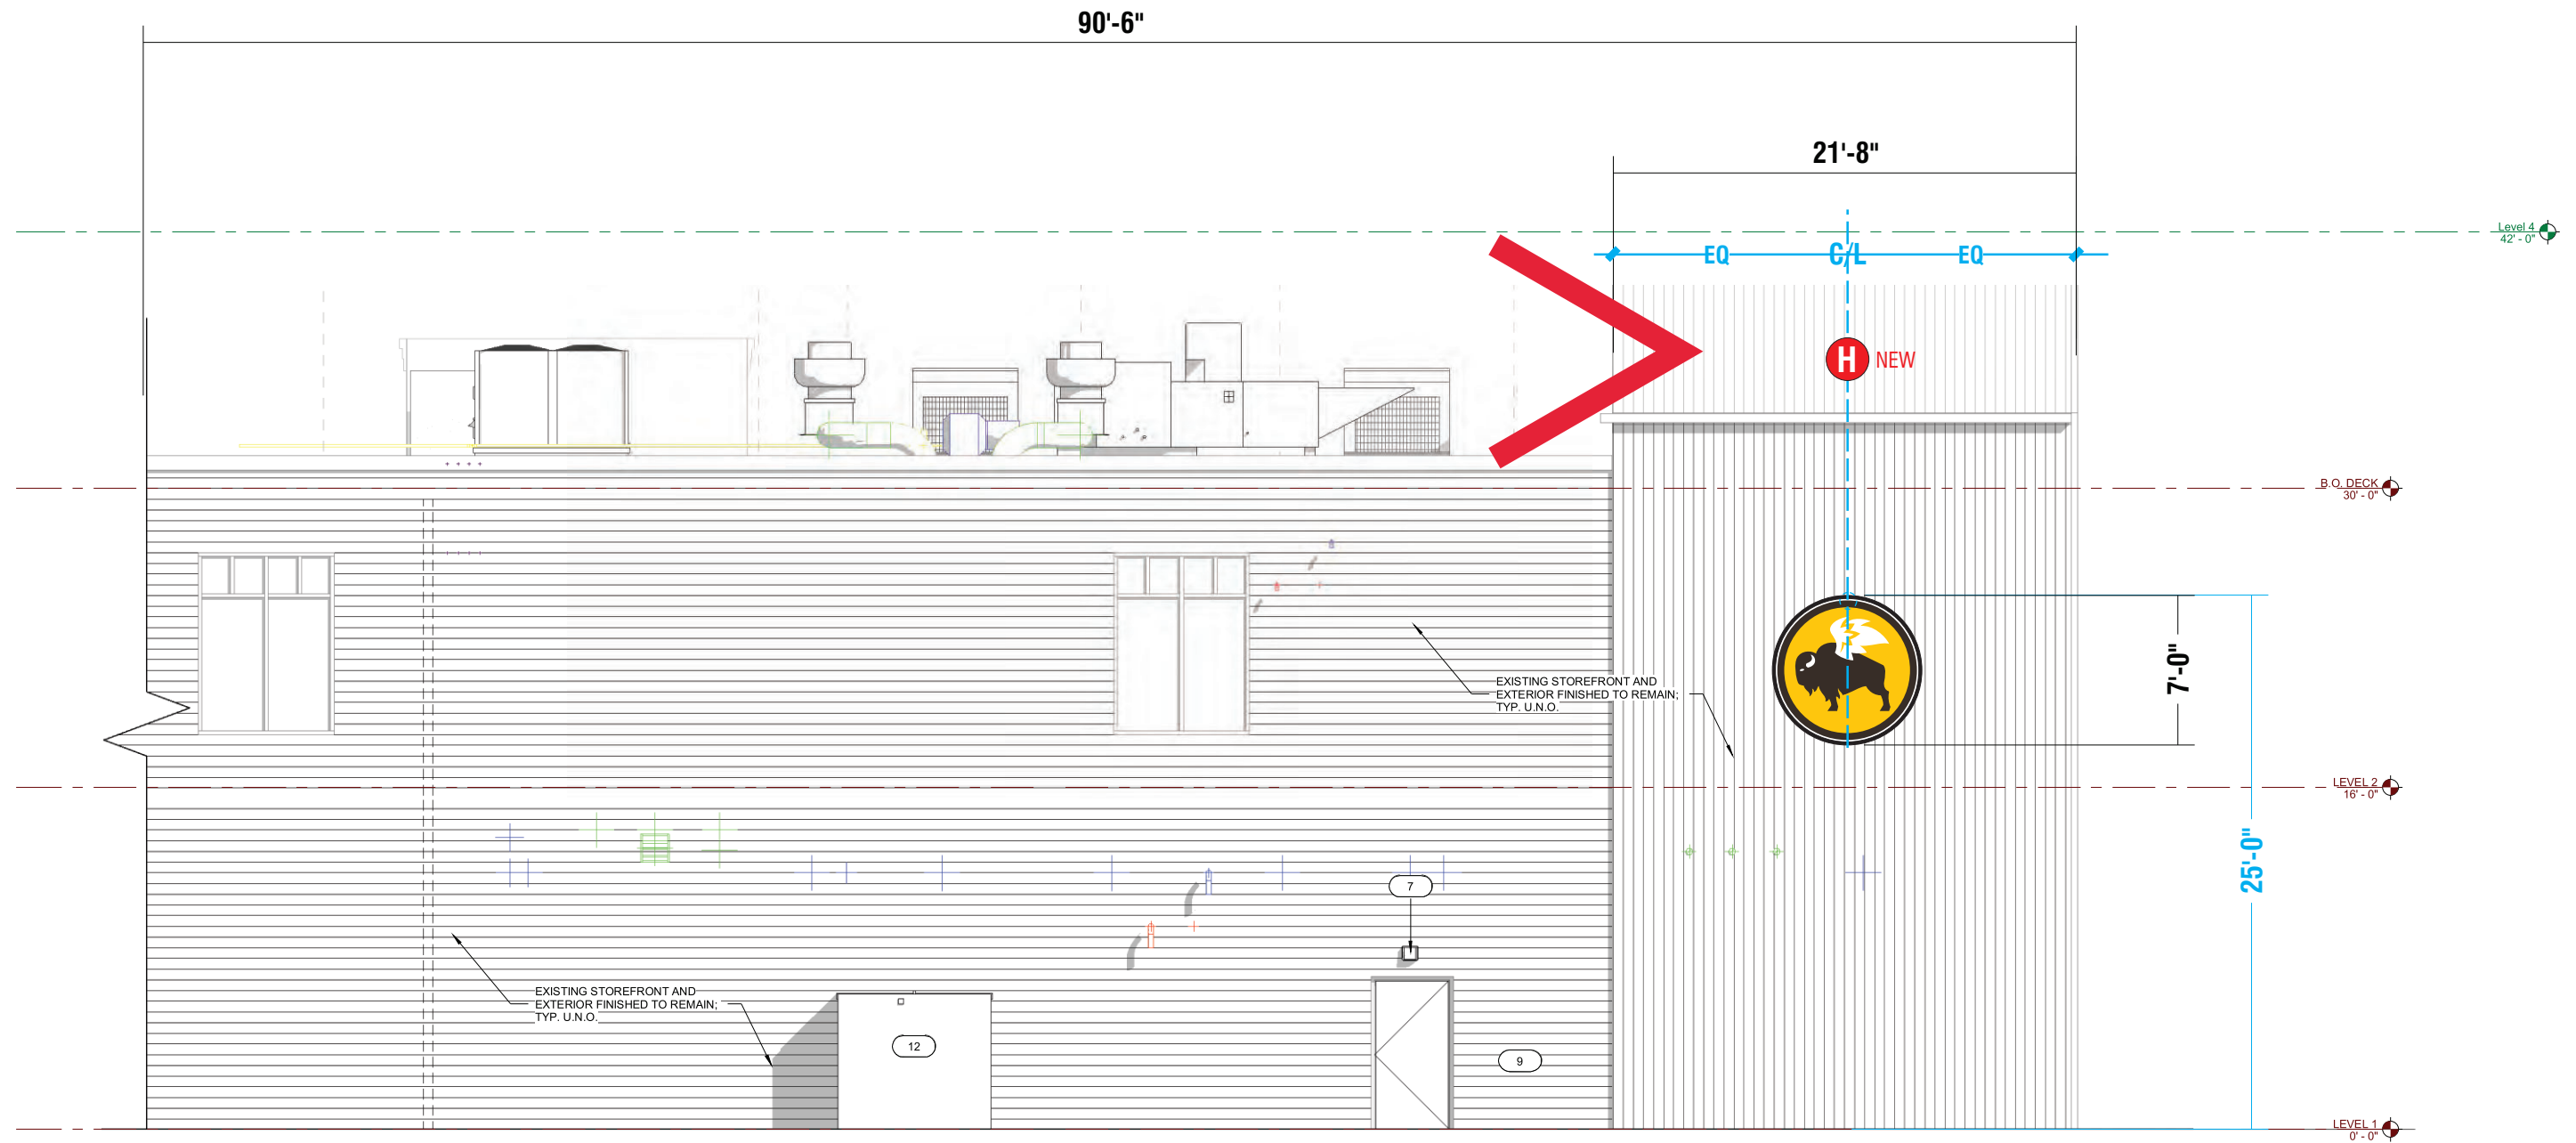 90'-6"
21'-8"
Level 4
42' - 0"
EQ C/L EQ
H NEW
B.O. DECK
30' - 0"
EXISTING STOREFRONT AND
EXTERIOR FINISHED TO REMAIN;
TYP. U.N.O.
7'-0"
LEVEL 2
16' - 0"
25'-0"
7
EXISTING STOREFRONT AND
EXTERIOR FINISHED TO REMAIN;
TYP. U.N.O.
12
9
LEVEL 1
0' - 0"